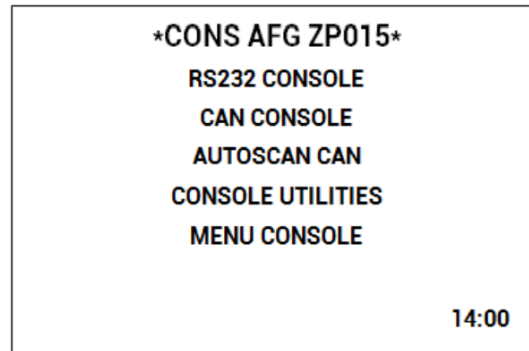 *CONS AFG ZP015*
RS232 CONSOLE
CAN CONSOLE
AUTOSCAN CAN
CONSOLE UTILITIES
MENU CONSOLE
14:00